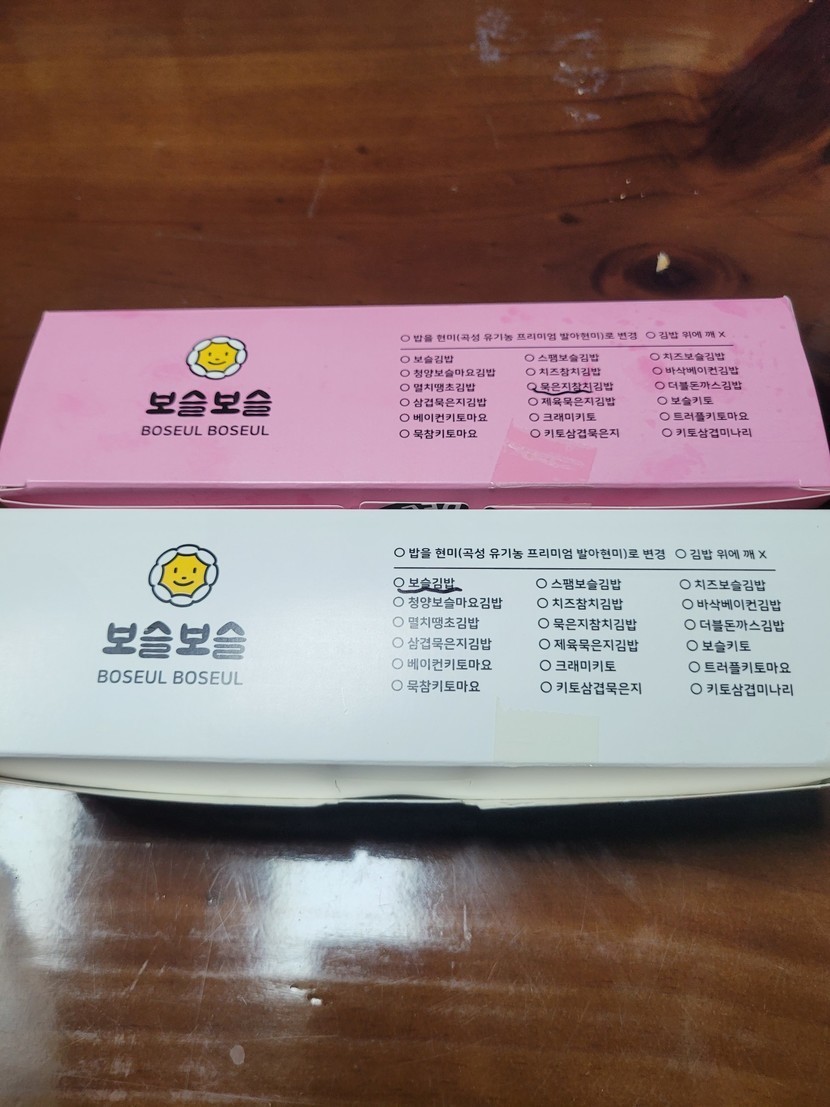 보슬보슬
BOSEUL BOSEUL
○ 밥을 현미(곡성 유기농 프리미엄 발아현미)로 변경 ○ 김밥 위에 깨 X
○ 보슬김밥 ○ 스팸보슬김밥 ○ 치즈보슬김밥
○ 청양보슬마요김밥 ○ 치즈참치김밥 ○ 바삭베이컨김밥
○ 멸치땡초김밥 ○ 묵은지참치김밥 ○ 더블돈까스김밥
○ 삼겹묵은지김밥 ○ 제육묵은지김밥 ○ 보슬키토
○ 베이컨키토마요 ○ 크래미키토 ○ 트러플키토마요
○ 묵참키토마요 ○ 키토삼겹묵은지 ○ 키토삼겹미나리
보슬보슬
BOSEUL BOSEUL
○ 밥을 현미(곡성 유기농 프리미엄 발아현미)로 변경 ○ 김밥 위에 깨 X
○ 보슬김밥 ○ 스팸보슬김밥 ○ 치즈보슬김밥
○ 청양보슬마요김밥 ○ 치즈참치김밥 ○ 바삭베이컨김밥
○ 멸치땡초김밥 ○ 묵은지참치김밥 ○ 더블돈까스김밥
○ 삼겹묵은지김밥 ○ 제육묵은지김밥 ○ 보슬키토
○ 베이컨키토마요 ○ 크래미키토 ○ 트러플키토마요
○ 묵참키토마요 ○ 키토삼겹묵은지 ○ 키토삼겹미나리